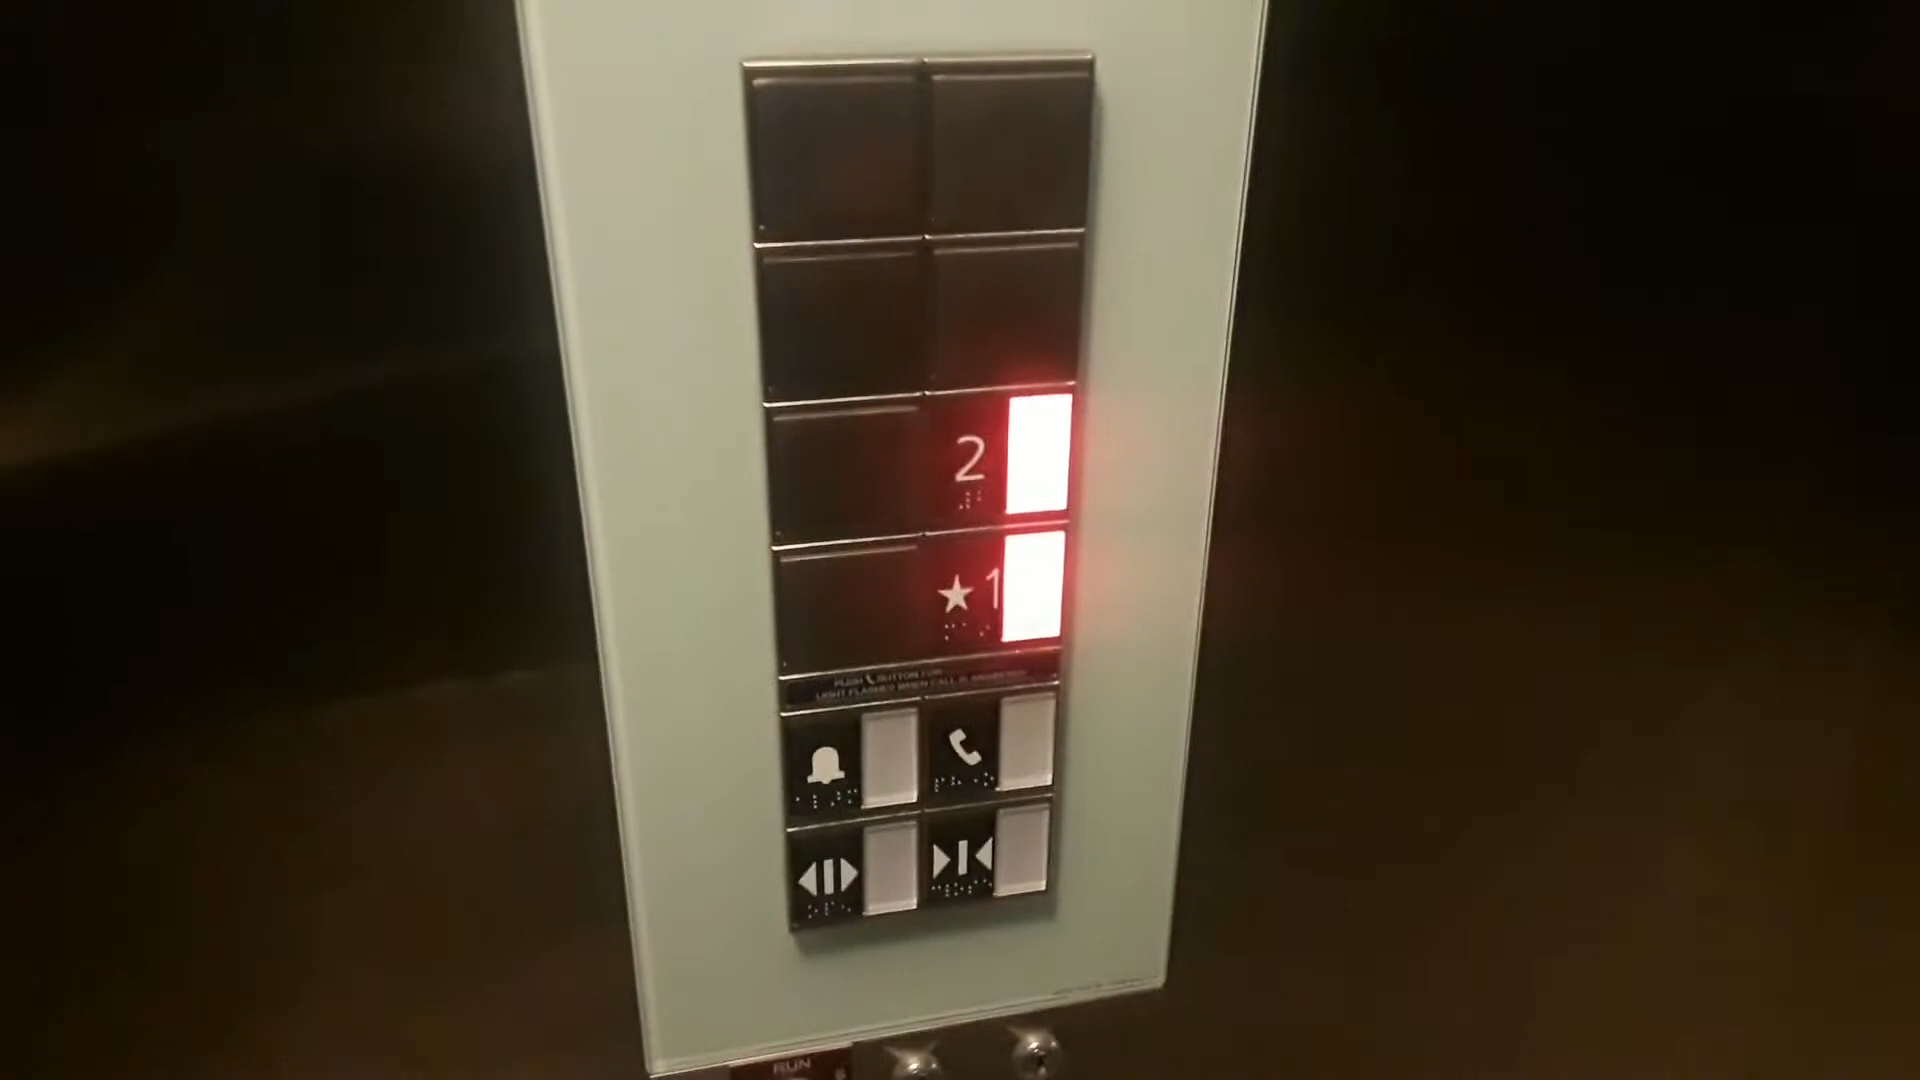 2
★1
PUSH 📞 BUTTON FOR
LIGHT FLASHES WHEN CALL IS ANSWERED
RUN